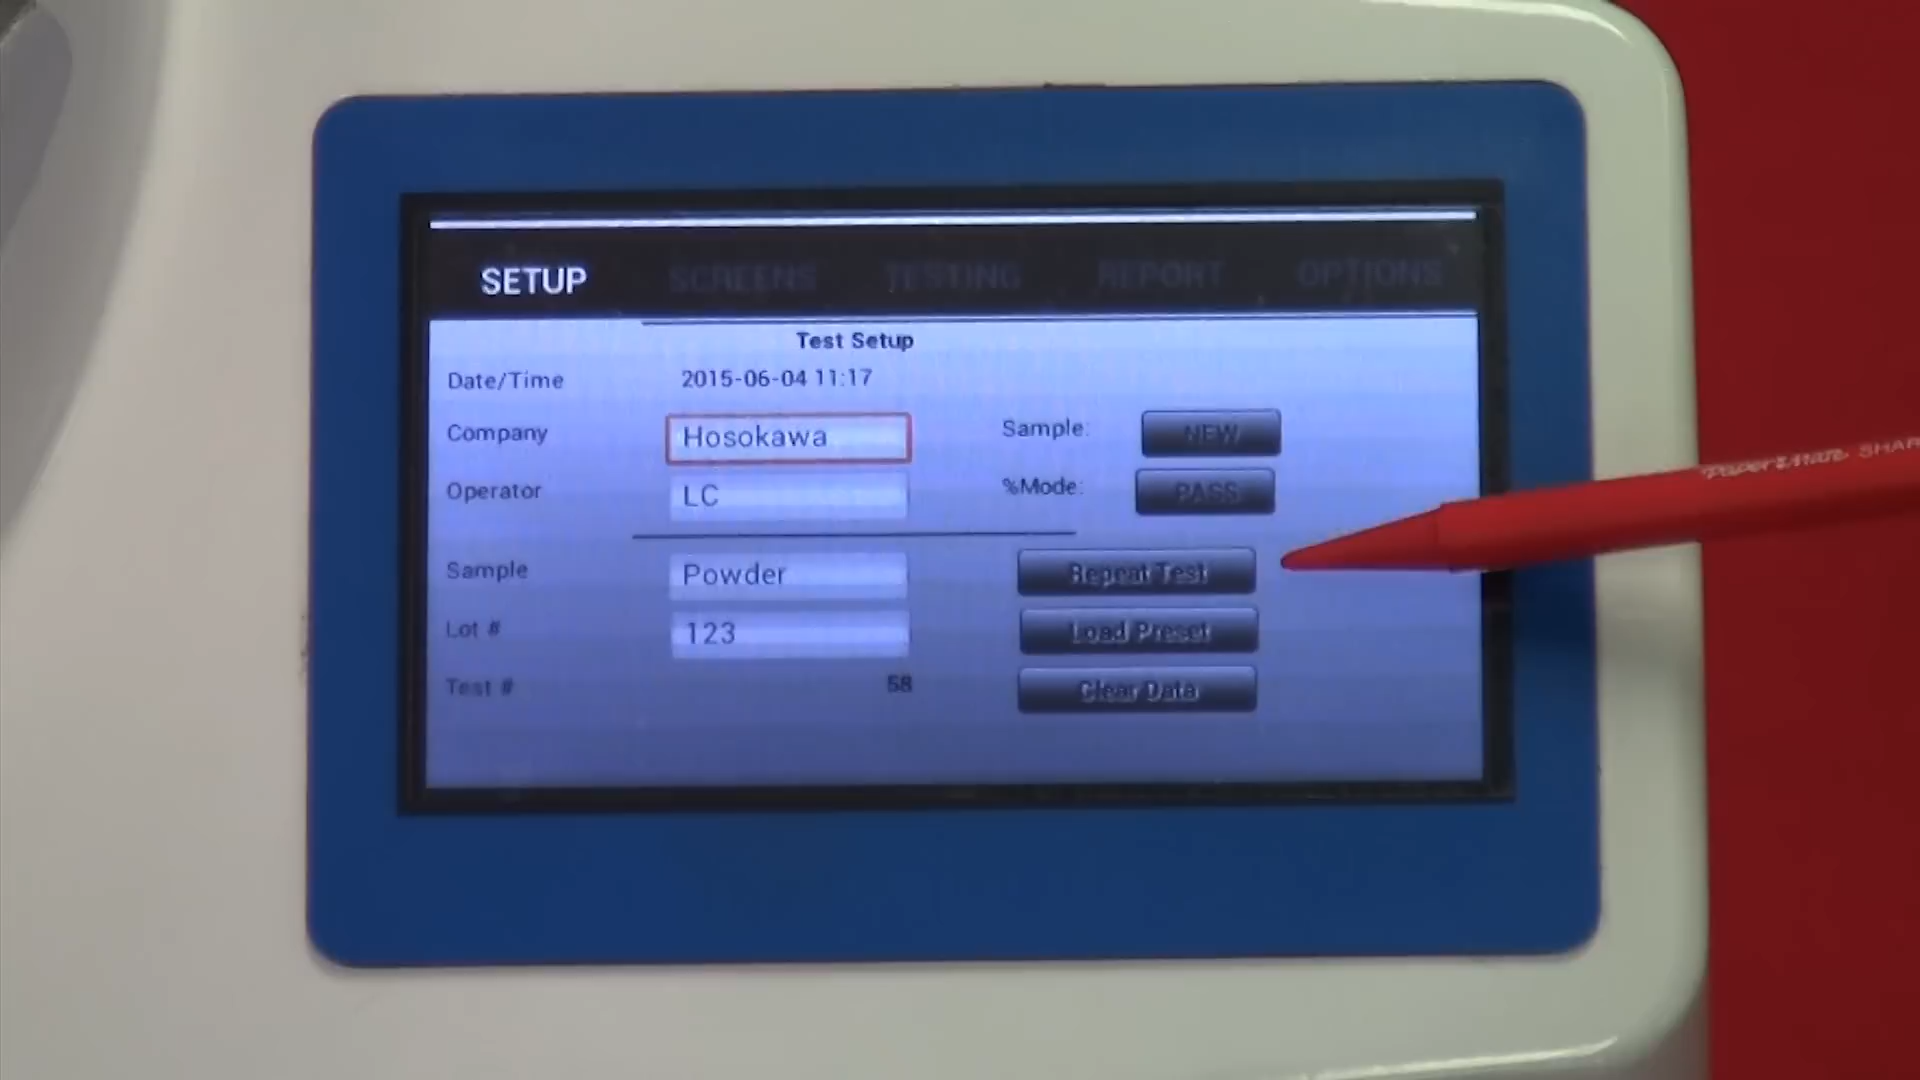 SETUP SCREENS TESTING REPORT OPTIONS
Test Setup
Date/Time 2015-06-04 11:17
Company Hosokawa Sample: NEW
Operator LC %Mode: PASS
Sample Powder Repeat Test
Lot # 123 Load Preset
Test # 58 Clear Data